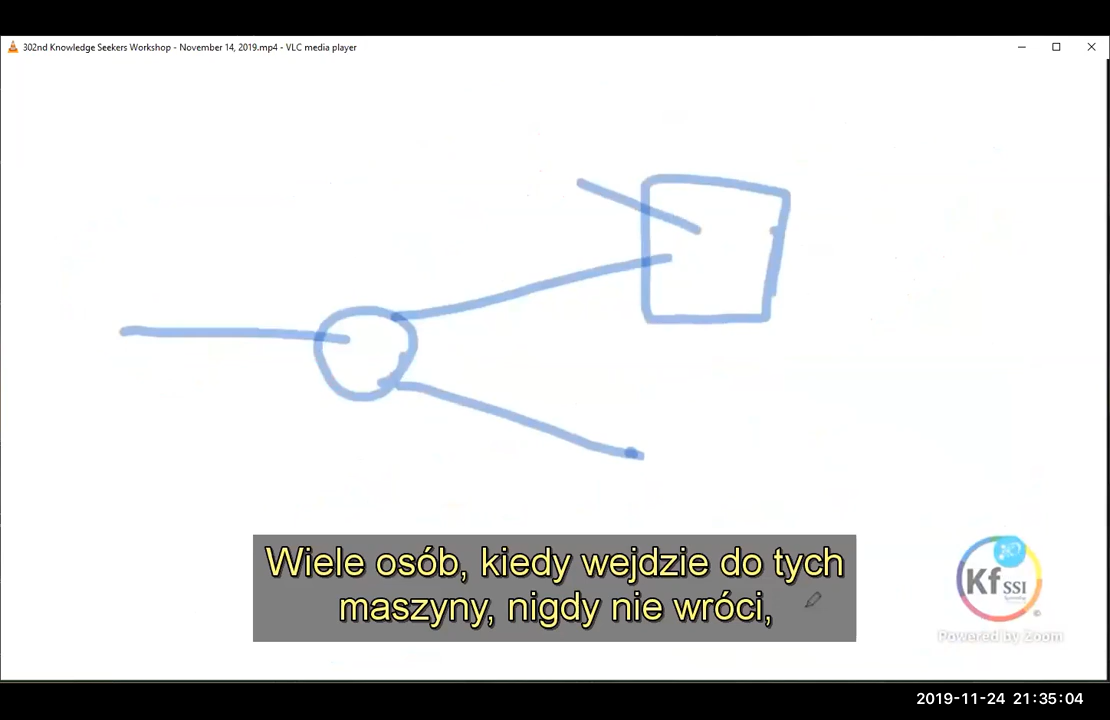 302nd Knowledge Seekers Workshop - November 14, 2019.mp4 - VLC media player
Wiele osób, kiedy wejdzie do tych
maszyny, nigdy nie wróci,
Kf SSI
Powered by Zoom
2019-11-24 21:35:04